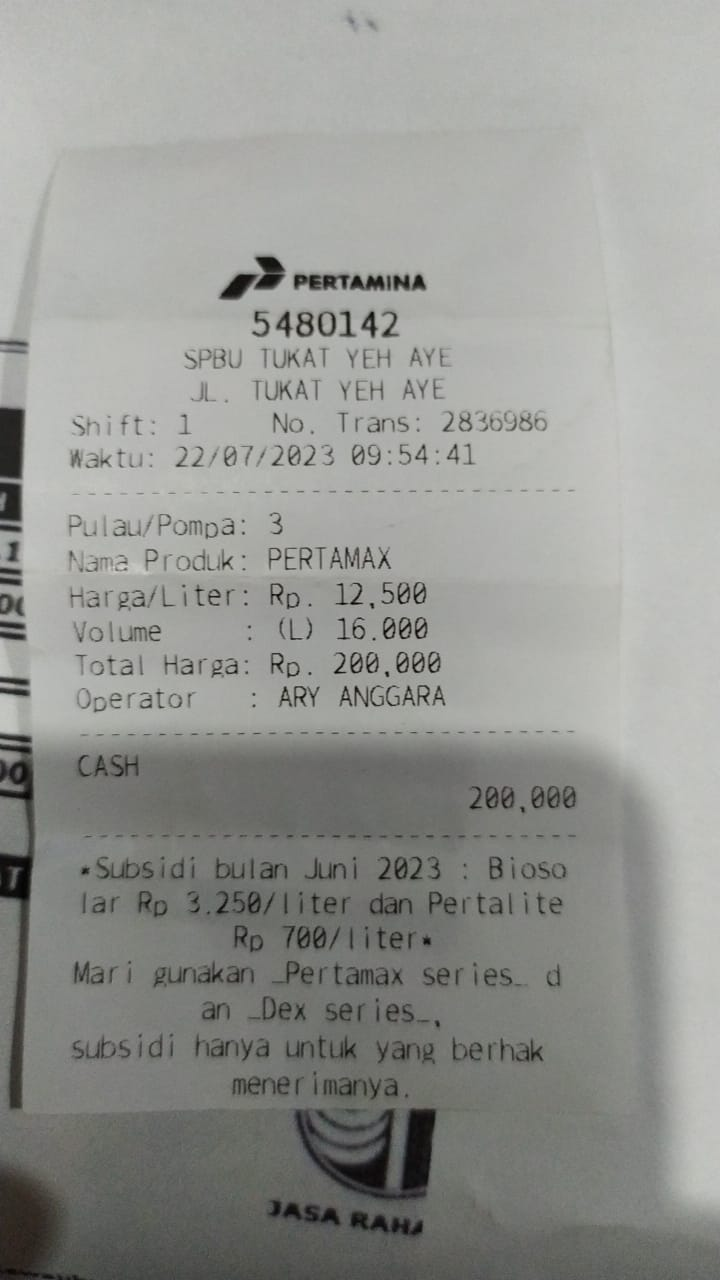 PERTAMINA
5480142
SPBU TUKAT YEH AYE
JL. TUKAT YEH AYE
Shift: 1 No. Trans: 2836986
Waktu: 22/07/2023 09:54:41
Pulau/Pompa: 3
Nama Produk: PERTAMAX
Harga/Liter: Rp. 12,500
Volume : (L) 16.000
Total Harga: Rp. 200,000
Operator : ARY ANGGARA
CASH
200,000
*Subsidi bulan Juni 2023 : Bioso
lar Rp 3.250/liter dan Pertalite
Rp 700/liter*
Mari gunakan _Pertamax series_ d
an _Dex series_,
subsidi hanya untuk yang berhak
menerimanya.
JASA RAHA